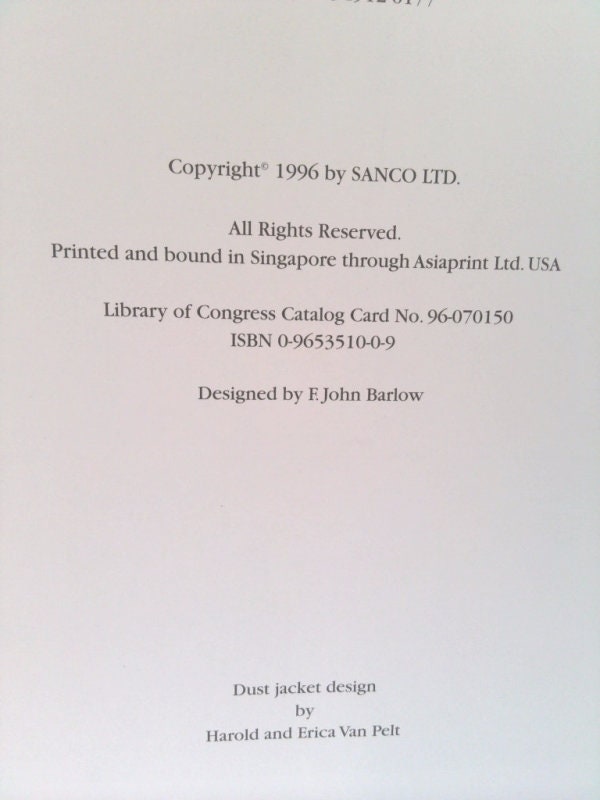 Copyright© 1996 by SANCO LTD.
All Rights Reserved.
Printed and bound in Singapore through Asiaprint Ltd. USA
Library of Congress Catalog Card No. 96-070150
ISBN 0-9653510-0-9
Designed by F. John Barlow
Dust jacket design
by
Harold and Erica Van Pelt